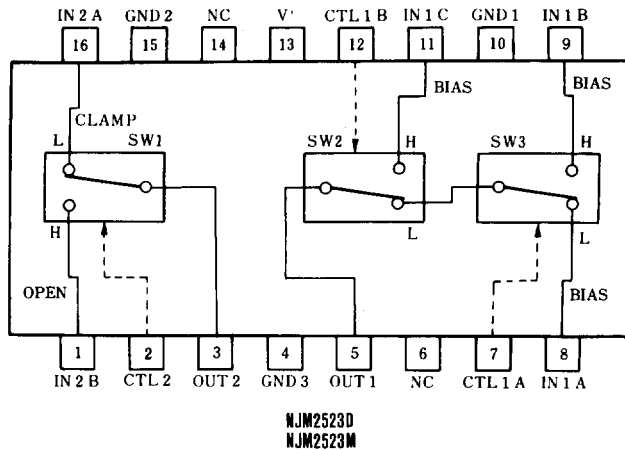 IN 2 A GND 2 NC V⁺ CTL 1 B IN 1 C GND 1 IN 1 B
16 15 14 13 12 11 10 9
BIAS BIAS
CLAMP
L SW1 SW2 H SW3 H
H L L
OPEN BIAS
1 2 3 4 5 6 7 8
IN 2 B CTL 2 OUT 2 GND 3 OUT 1 NC CTL 1 A IN 1 A
NJM2523D
NJM2523M